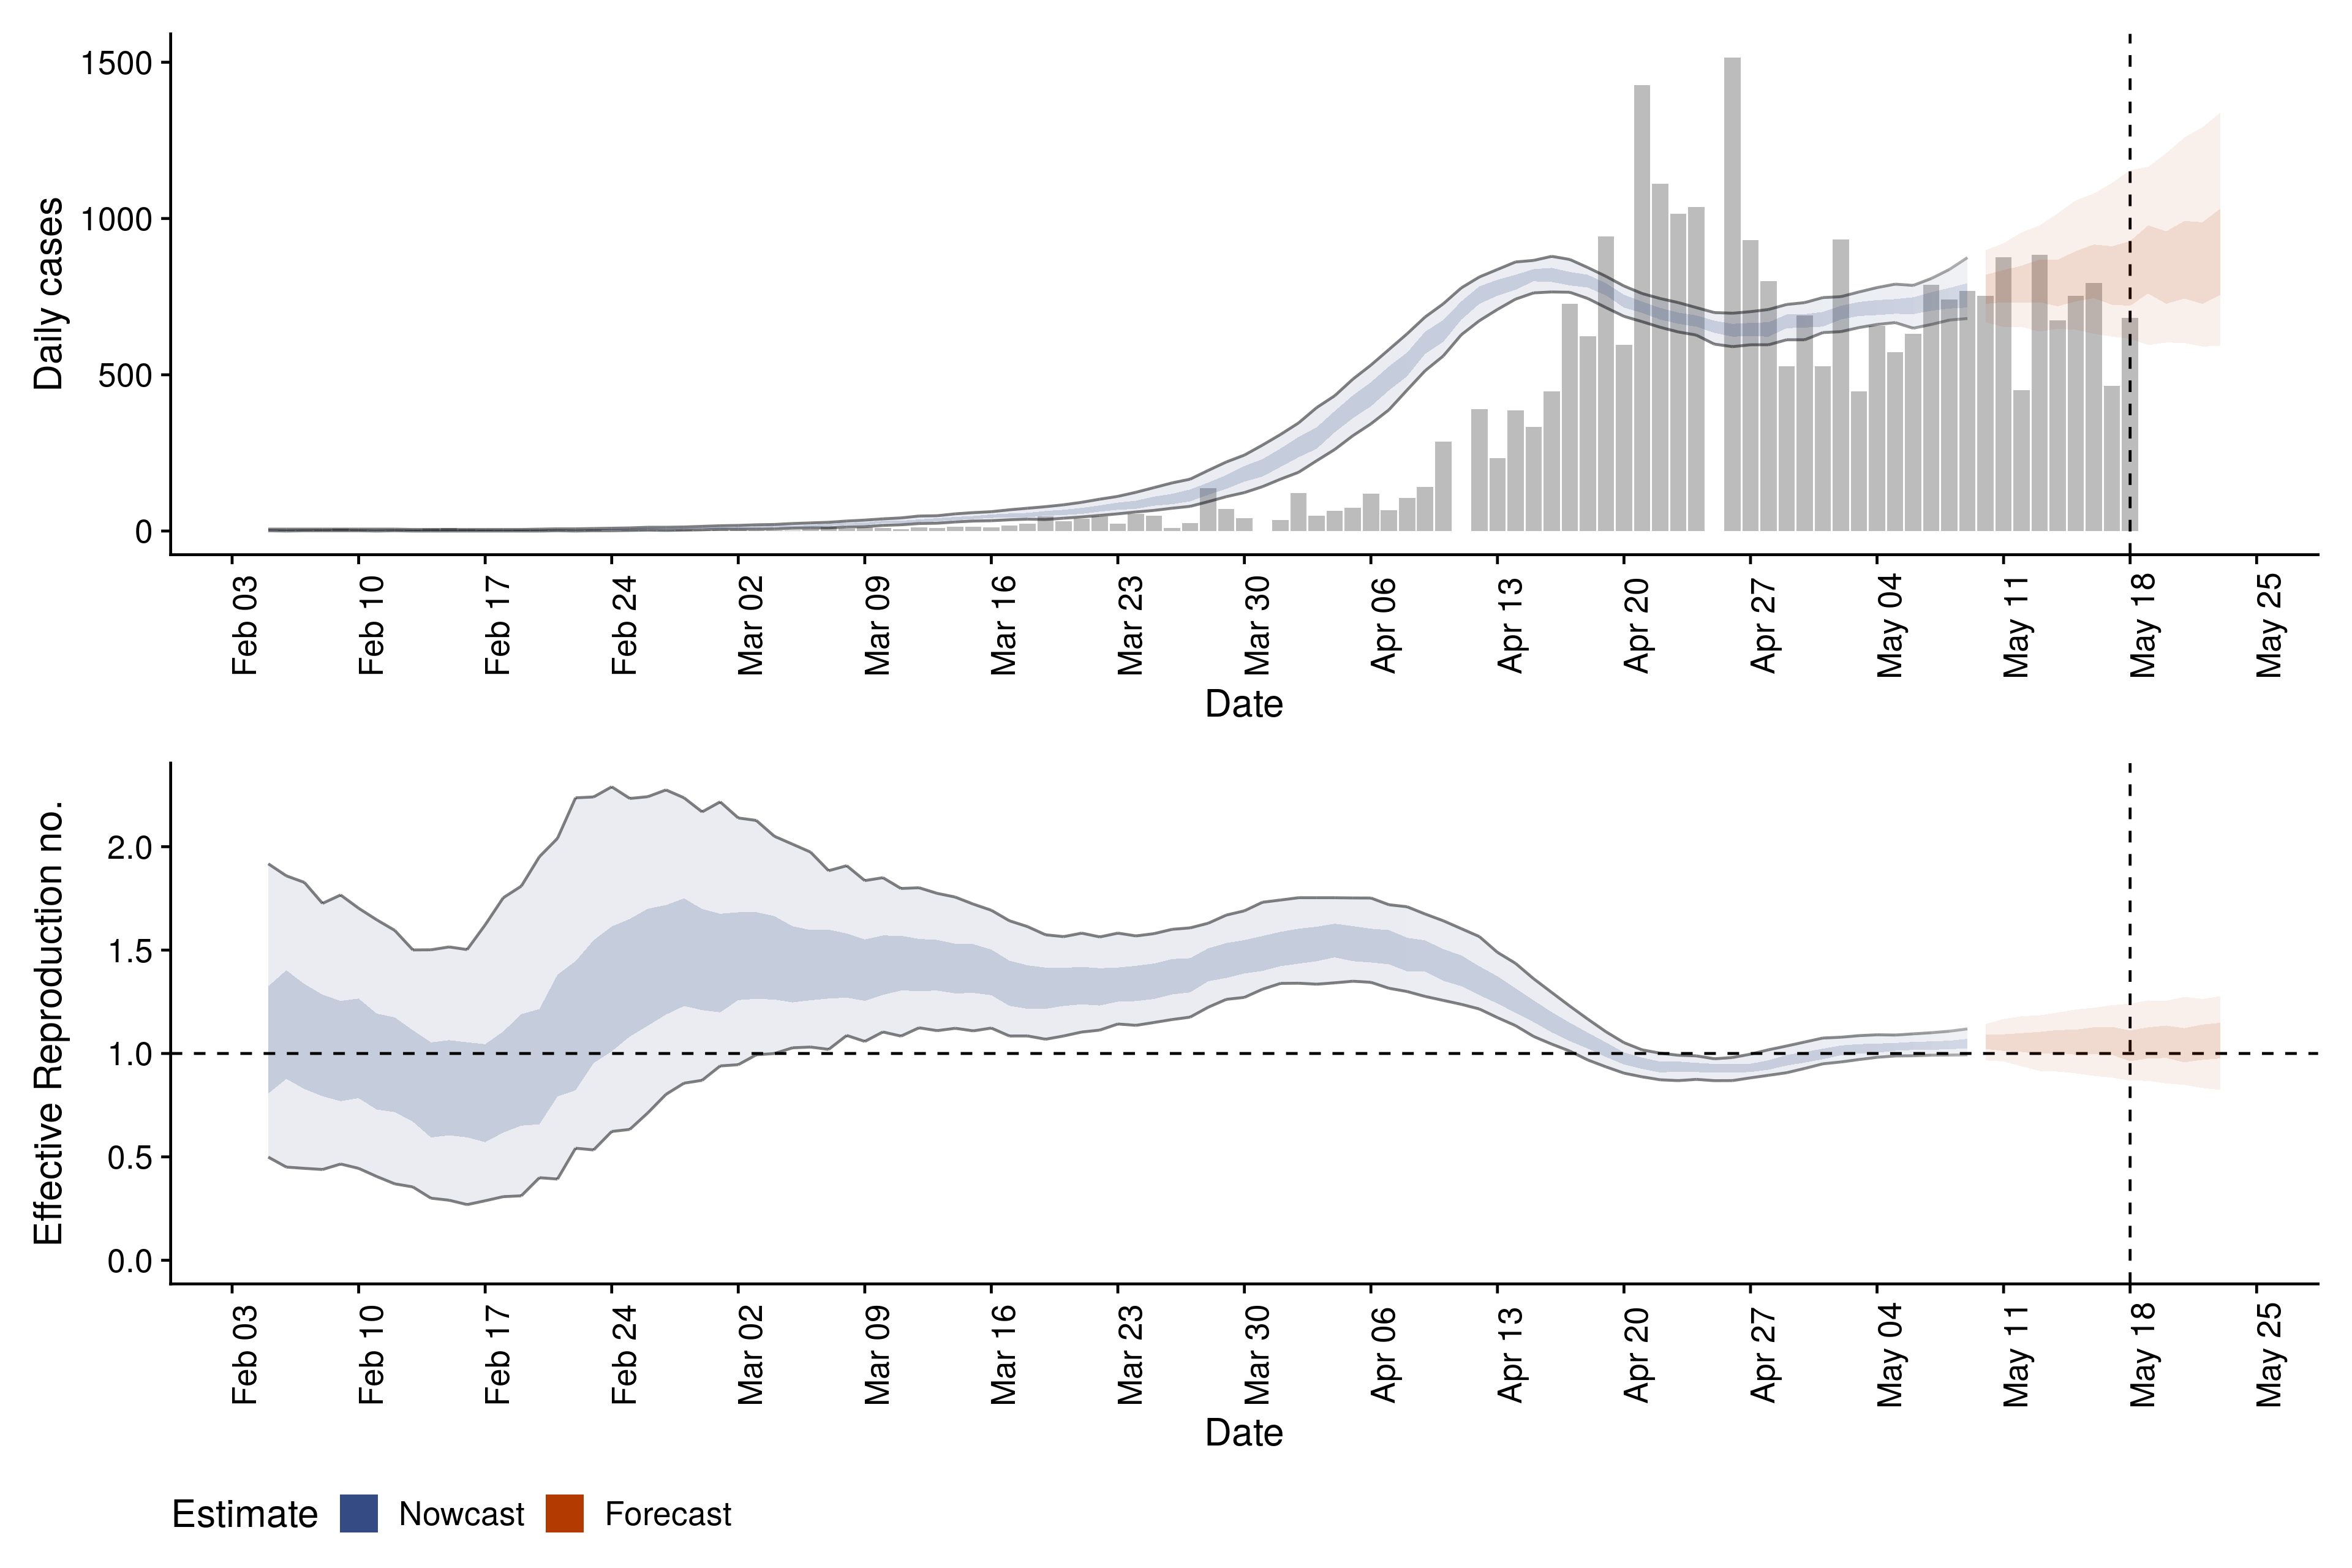 Daily cases
1500
1000
500
0
Feb 03
Feb 10
Feb 17
Feb 24
Mar 02
Mar 09
Mar 16
Mar 23
Mar 30
Apr 06
Apr 13
Apr 20
Apr 27
May 04
May 11
May 18
May 25
Date
Effective Reproduction no.
2.0
1.5
1.0
0.5
0.0
Feb 03
Feb 10
Feb 17
Feb 24
Mar 02
Mar 09
Mar 16
Mar 23
Mar 30
Apr 06
Apr 13
Apr 20
Apr 27
May 04
May 11
May 18
May 25
Date
Estimate Nowcast Forecast